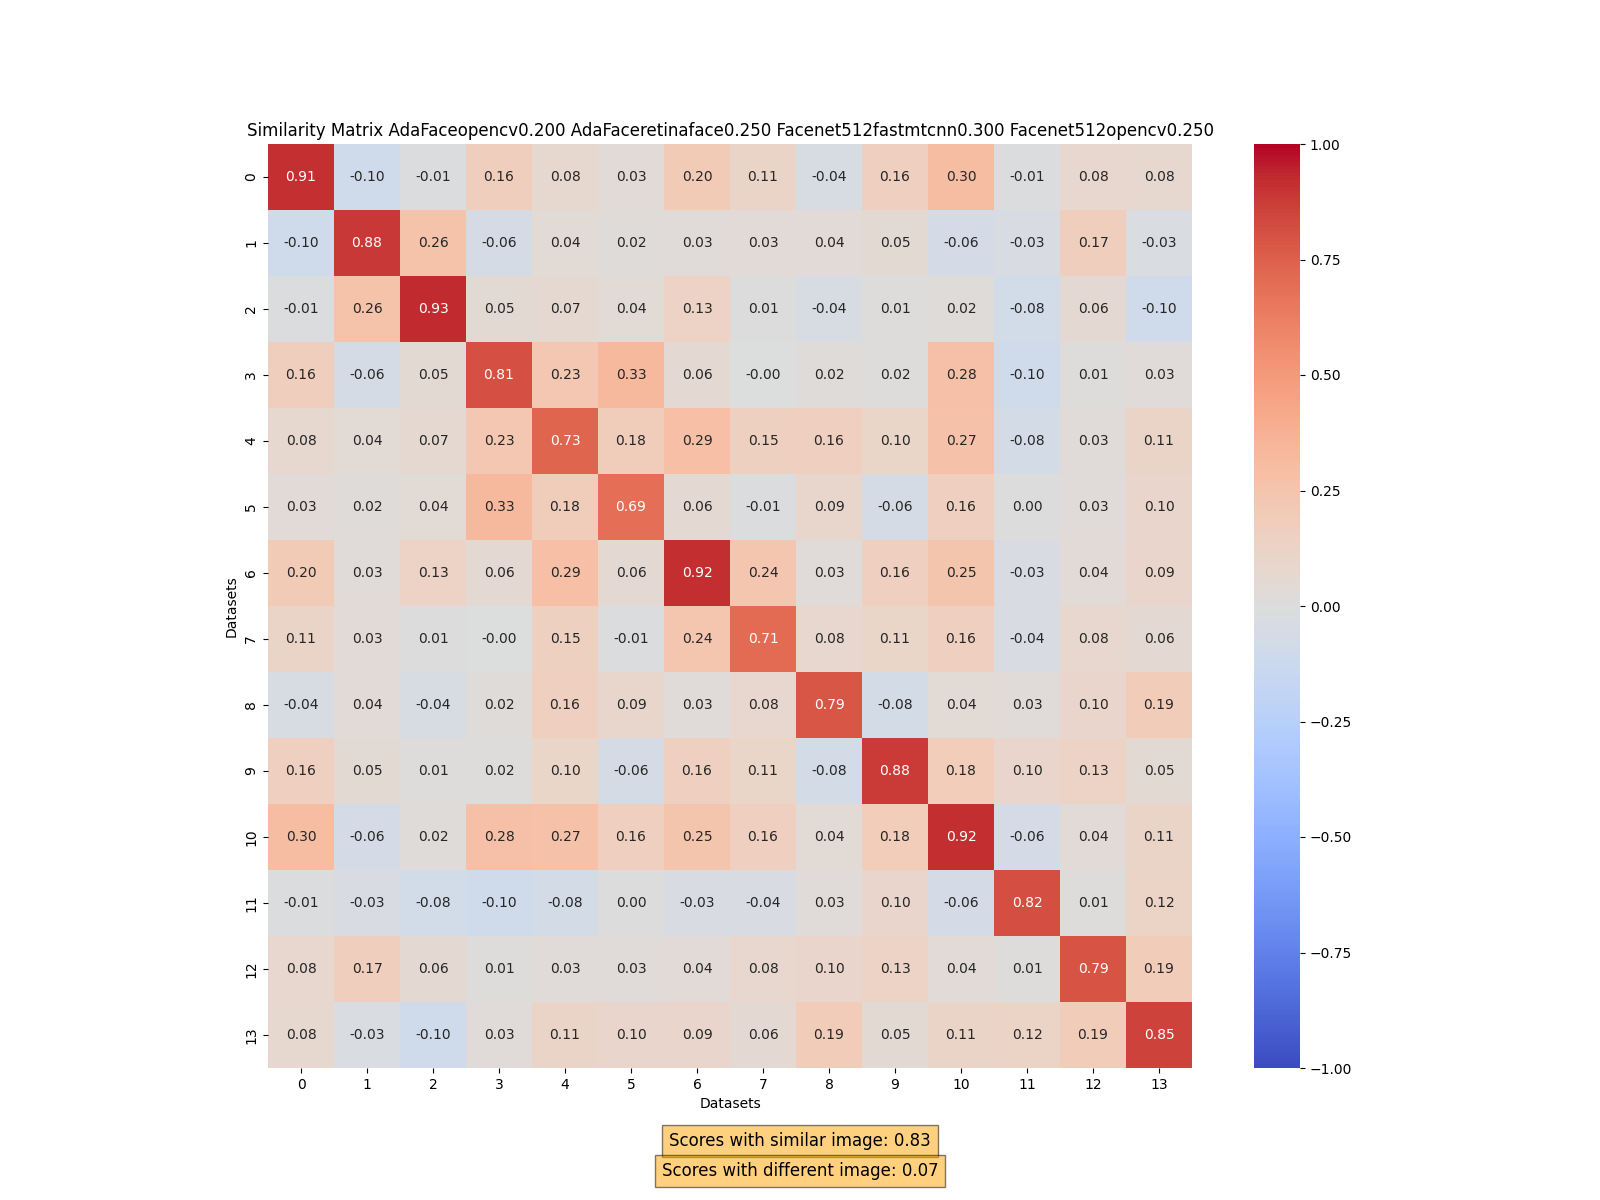 Similarity Matrix AdaFaceopencv0.200 AdaFaceretinaface0.250 Facenet512fastmtcnn0.300 Facenet512opencv0.250
0 0.91 -0.10 -0.01 0.16 0.08 0.03 0.20 0.11 -0.04 0.16 0.30 -0.01 0.08 0.08
1 -0.10 0.88 0.26 -0.06 0.04 0.02 0.03 0.03 0.04 0.05 -0.06 -0.03 0.17 -0.03
2 -0.01 0.26 0.93 0.05 0.07 0.04 0.13 0.01 -0.04 0.01 0.02 -0.08 0.06 -0.10
3 0.16 -0.06 0.05 0.81 0.23 0.33 0.06 -0.00 0.02 0.02 0.28 -0.10 0.01 0.03
4 0.08 0.04 0.07 0.23 0.73 0.18 0.29 0.15 0.16 0.10 0.27 -0.08 0.03 0.11
5 0.03 0.02 0.04 0.33 0.18 0.69 0.06 -0.01 0.09 -0.06 0.16 0.00 0.03 0.10
6 0.20 0.03 0.13 0.06 0.29 0.06 0.92 0.24 0.03 0.16 0.25 -0.03 0.04 0.09
7 0.11 0.03 0.01 -0.00 0.15 -0.01 0.24 0.71 0.08 0.11 0.16 -0.04 0.08 0.06
8 -0.04 0.04 -0.04 0.02 0.16 0.09 0.03 0.08 0.79 -0.08 0.04 0.03 0.10 0.19
9 0.16 0.05 0.01 0.02 0.10 -0.06 0.16 0.11 -0.08 0.88 0.18 0.10 0.13 0.05
10 0.30 -0.06 0.02 0.28 0.27 0.16 0.25 0.16 0.04 0.18 0.92 -0.06 0.04 0.11
11 -0.01 -0.03 -0.08 -0.10 -0.08 0.00 -0.03 -0.04 0.03 0.10 -0.06 0.82 0.01 0.12
12 0.08 0.17 0.06 0.01 0.03 0.03 0.04 0.08 0.10 0.13 0.04 0.01 0.79 0.19
13 0.08 -0.03 -0.10 0.03 0.11 0.10 0.09 0.06 0.19 0.05 0.11 0.12 0.19 0.85
0 1 2 3 4 5 6 7 8 9 10 11 12 13
Datasets
Datasets
1.00
0.75
0.50
0.25
0.00
−0.25
−0.50
−0.75
−1.00
Scores with similar image: 0.83
Scores with different image: 0.07